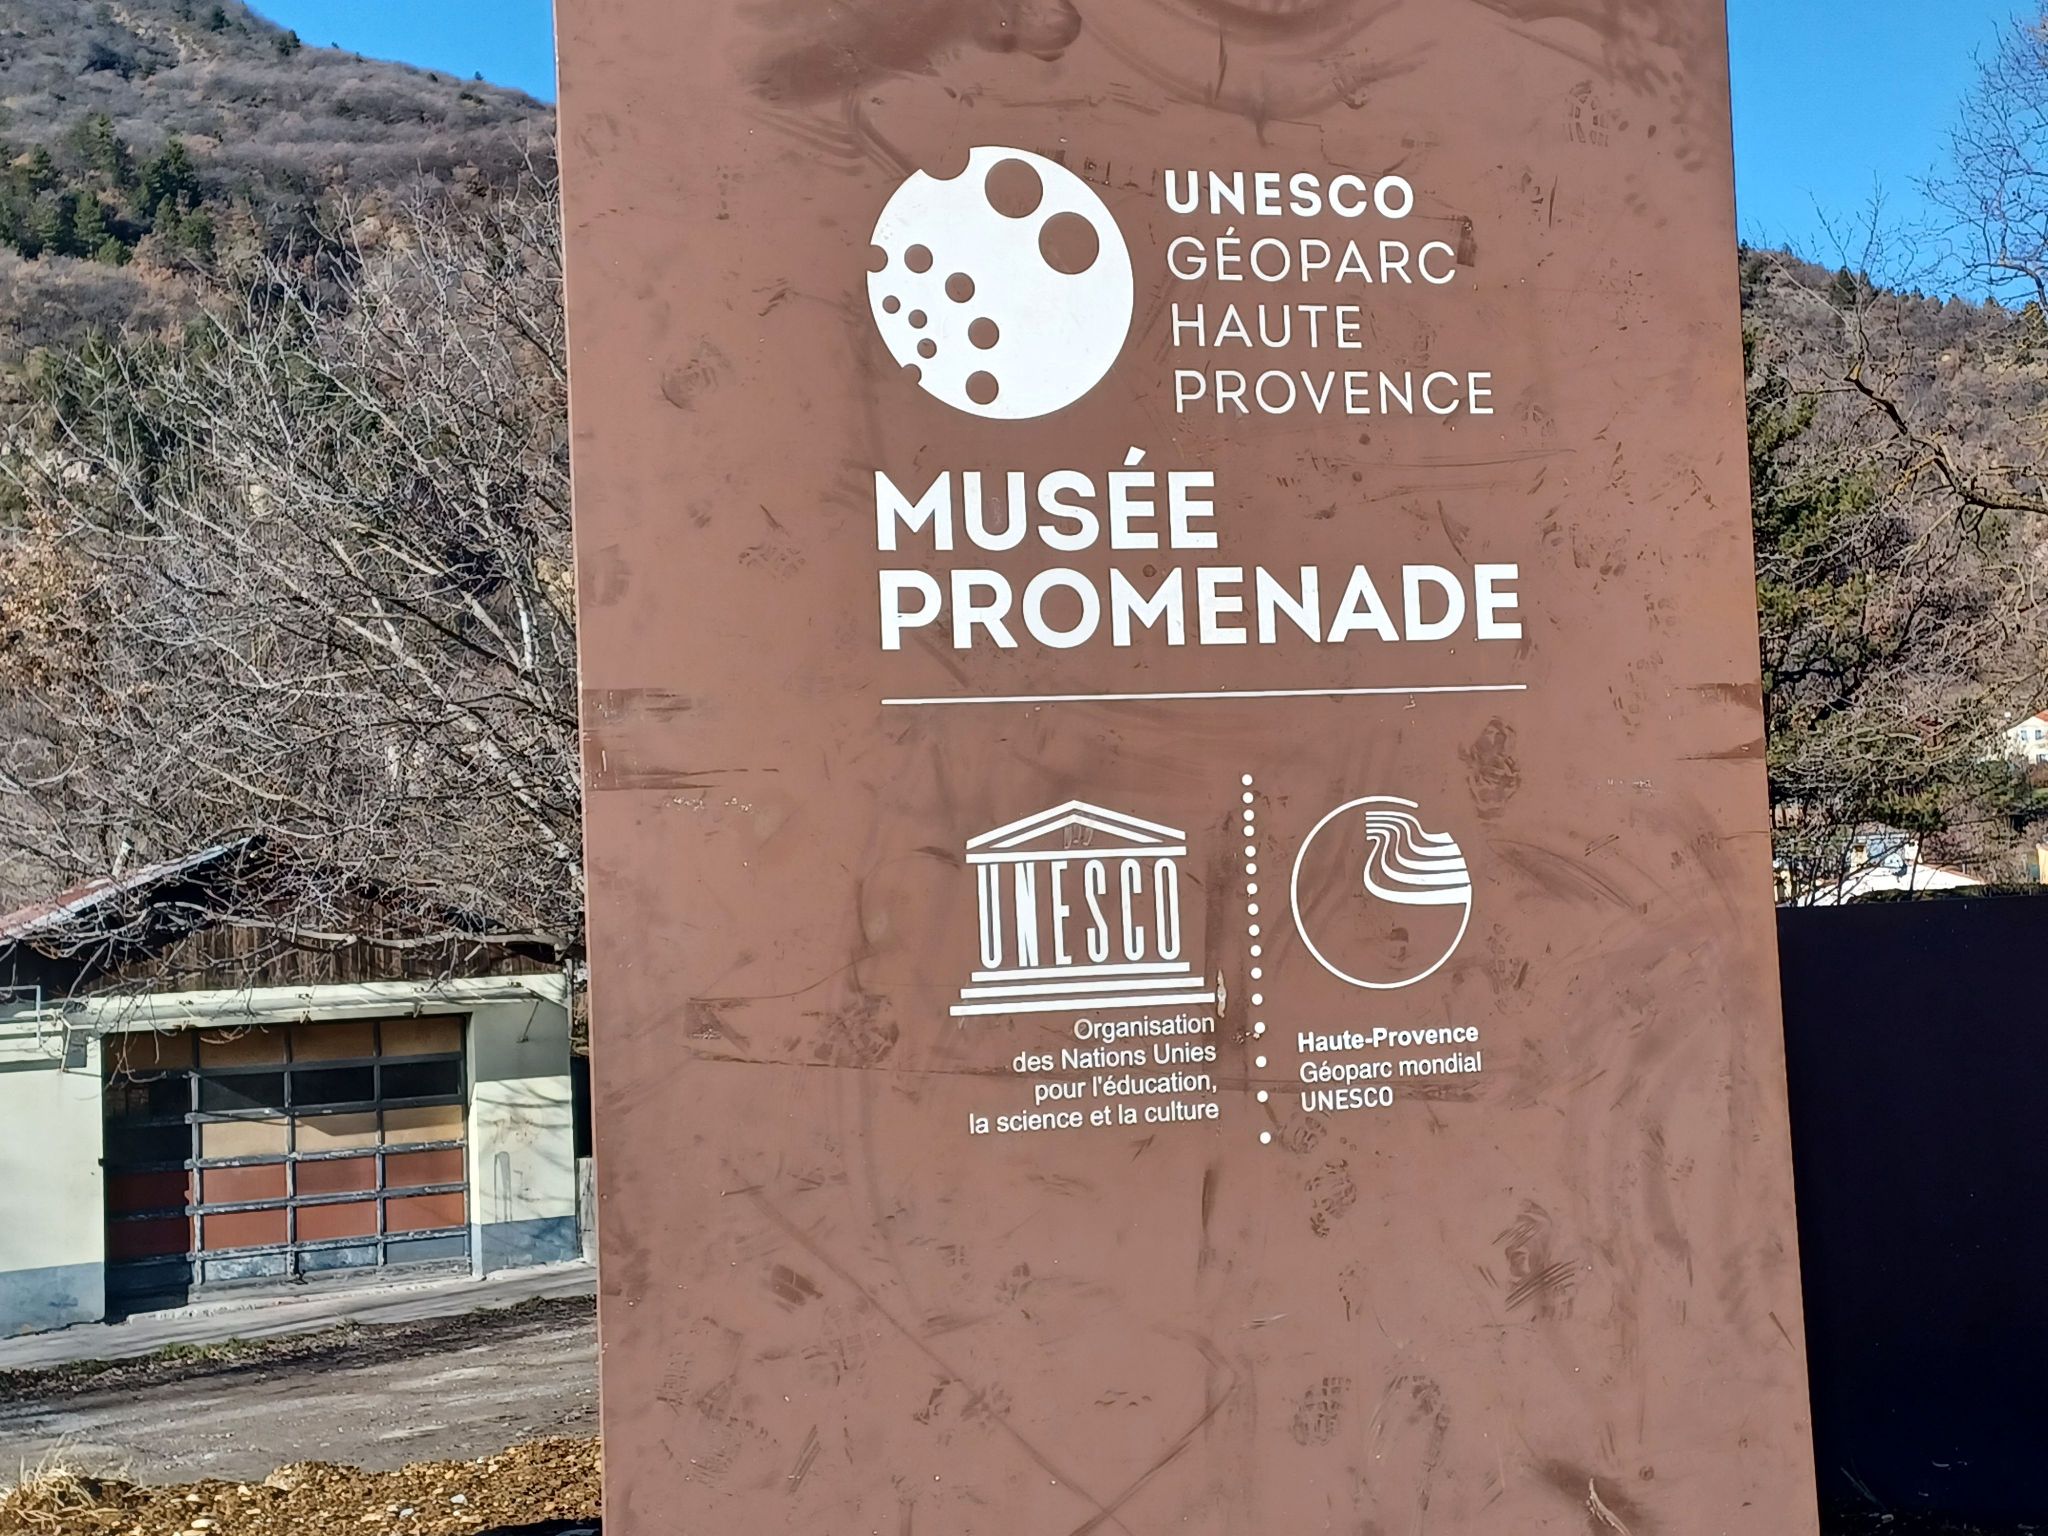 UNESCO
GÉOPARC
HAUTE
PROVENCE
MUSÉE
PROMENADE
UNESCO
Organisation
des Nations Unies
pour l'éducation,
la science et la culture
Haute-Provence
Géoparc mondial
UNESCO